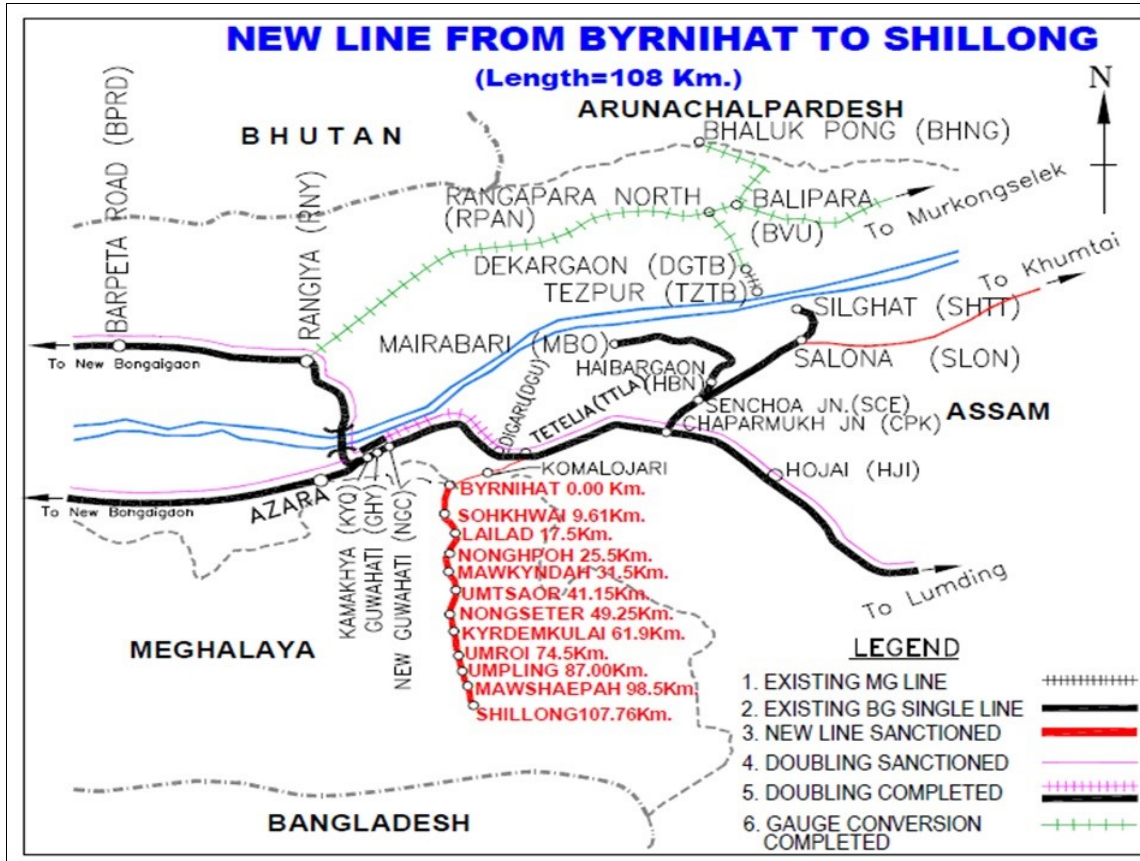 NEW LINE FROM BYRNIHAT TO SHILLONG
(Length=108 Km.)
N
ARUNACHALPARDESH
BHUTAN
BHALUK PONG (BHNG)
BARPETA ROAD (BPRD)
RANGIYA (RNY)
RANGAPARA NORTH
(RPAN)
BALIPARA
(BVU)
To Murkongselek
DEKARGAON (DGTB)
TEZPUR (TZTB)
To Khumtai
SILGHAT (SHTT)
MAIRABARI (MBO)
SALONA (SLON)
To New Bongaigaon
HAIBARGAON
(HBN)
DIGARU(DGU)
TETELIA(TTLA)
SENCHOA JN.(SCE)
ASSAM
CHAPARMUKH JN (CPK)
KOMALOJARI
HOJAI (HJI)
AZARA
To New Bongaigaon
KAMAKHYA (KYQ)
GUWAHATI (GHY)
NEW GUWAHATI (NGC)
BYRNIHAT 0.00 Km.
SOHKHWAI 9.61Km.
LAILAD 17.5Km.
NONGHPOH 25.5Km.
MAWKYNDAH 31.5Km.
UMTSAOR 41.15Km.
NONGSETER 49.25Km.
KYRDEMKULAI 61.9Km.
UMROI 74.5Km.
UMPLING 87.00Km.
MAWSHAEPAH 98.5Km.
SHILLONG107.76Km.
To Lumding
MEGHALAYA
BANGLADESH
LEGEND
1. EXISTING MG LINE
2. EXISTING BG SINGLE LINE
3. NEW LINE SANCTIONED
4. DOUBLING SANCTIONED
5. DOUBLING COMPLETED
6. GAUGE CONVERSION
COMPLETED